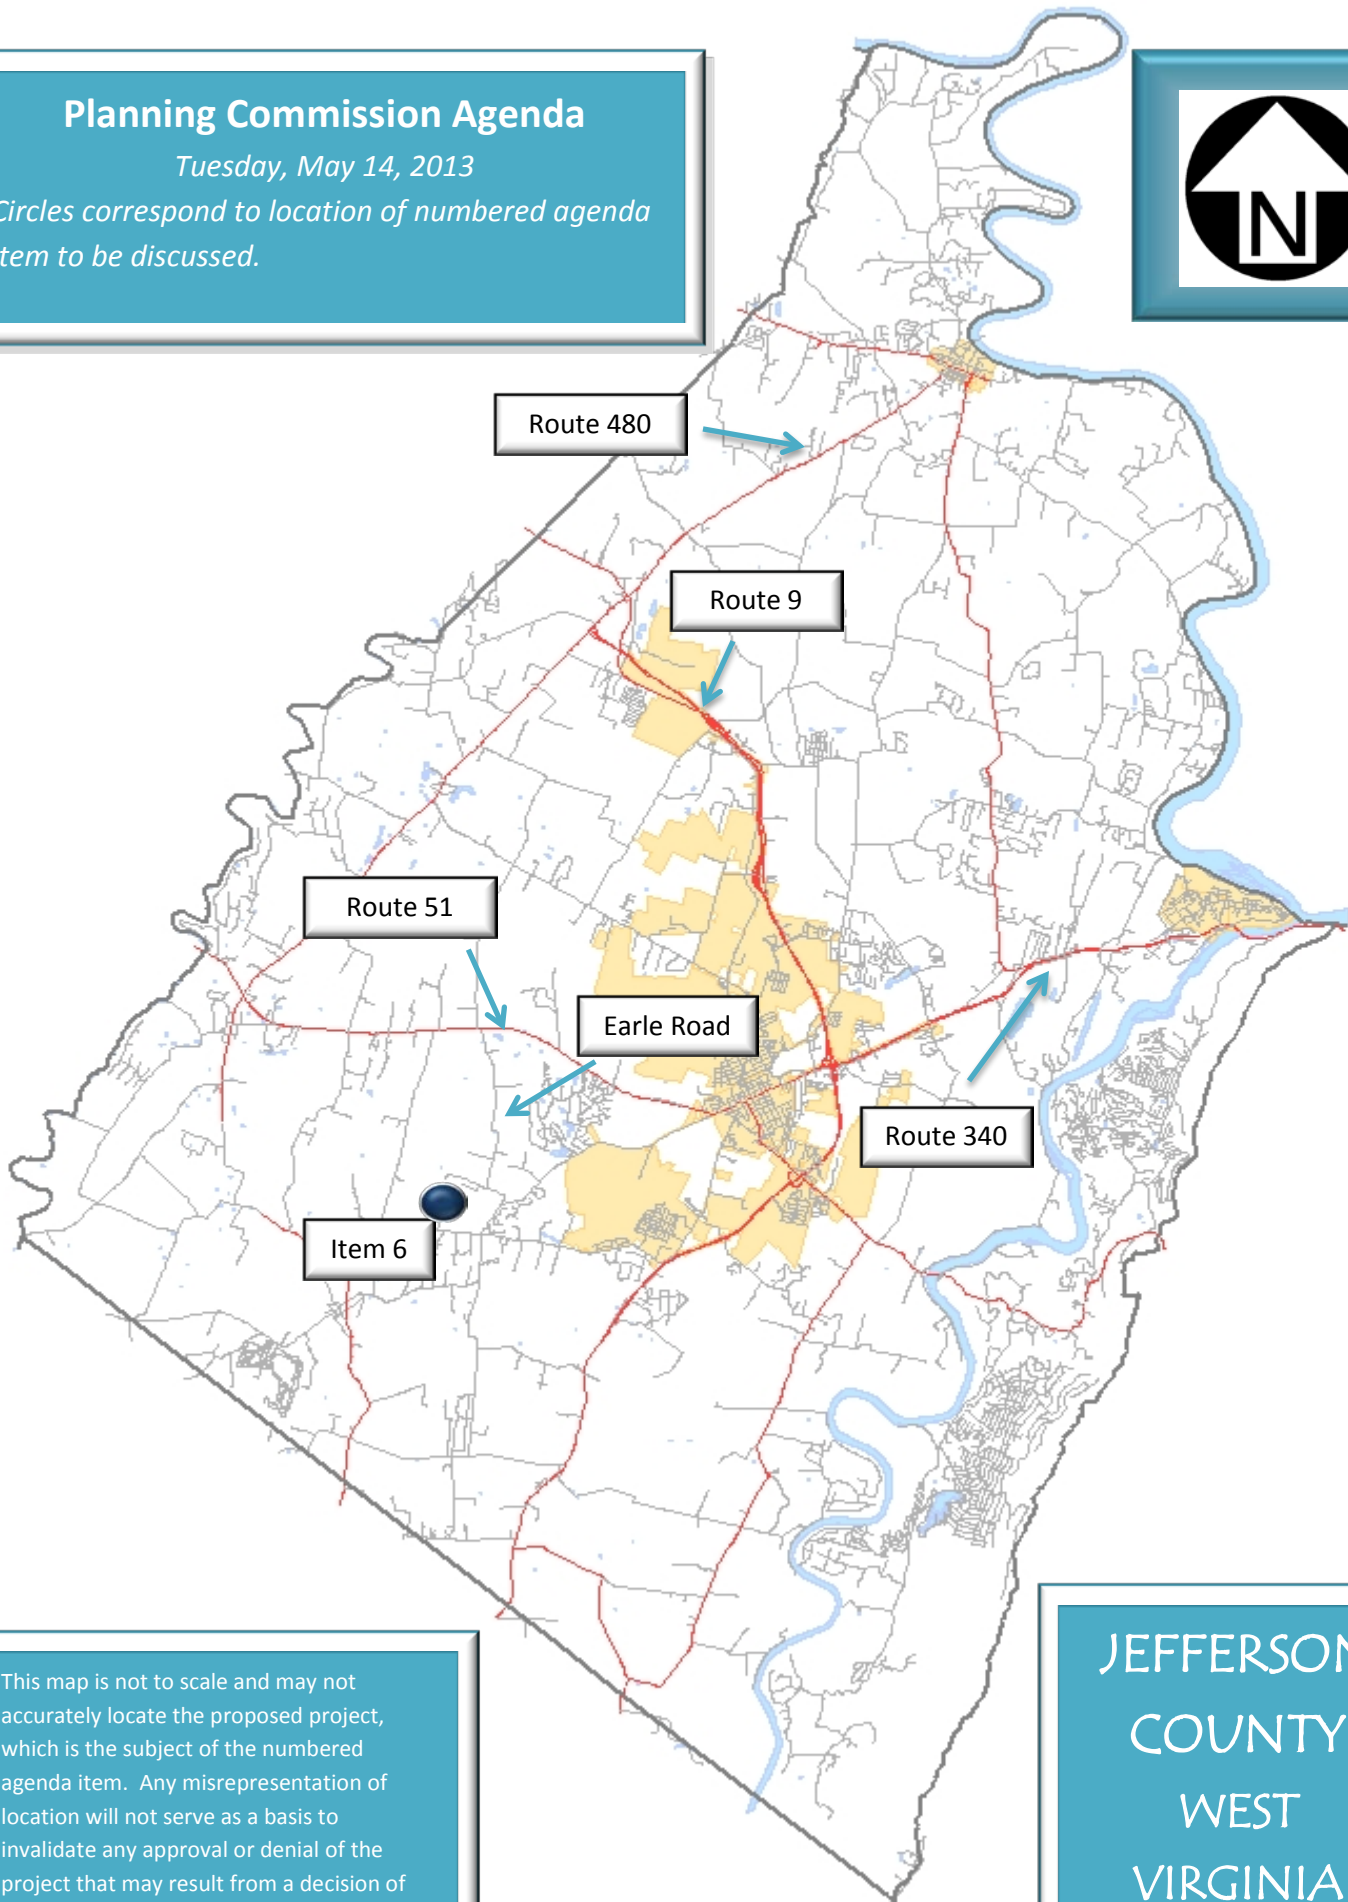 Planning Commission Agenda
Tuesday, May 14, 2013
Circles correspond to location of numbered agenda
item to be discussed.
N
Route 480
Route 9
Route 51
Earle Road
Route 340
Item 6
This map is not to scale and may not
accurately locate the proposed project,
which is the subject of the numbered
agenda item. Any misrepresentation of
location will not serve as a basis to
invalidate any approval or denial of the
project that may result from a decision of
JEFFERSON
COUNTY
WEST
VIRGINIA